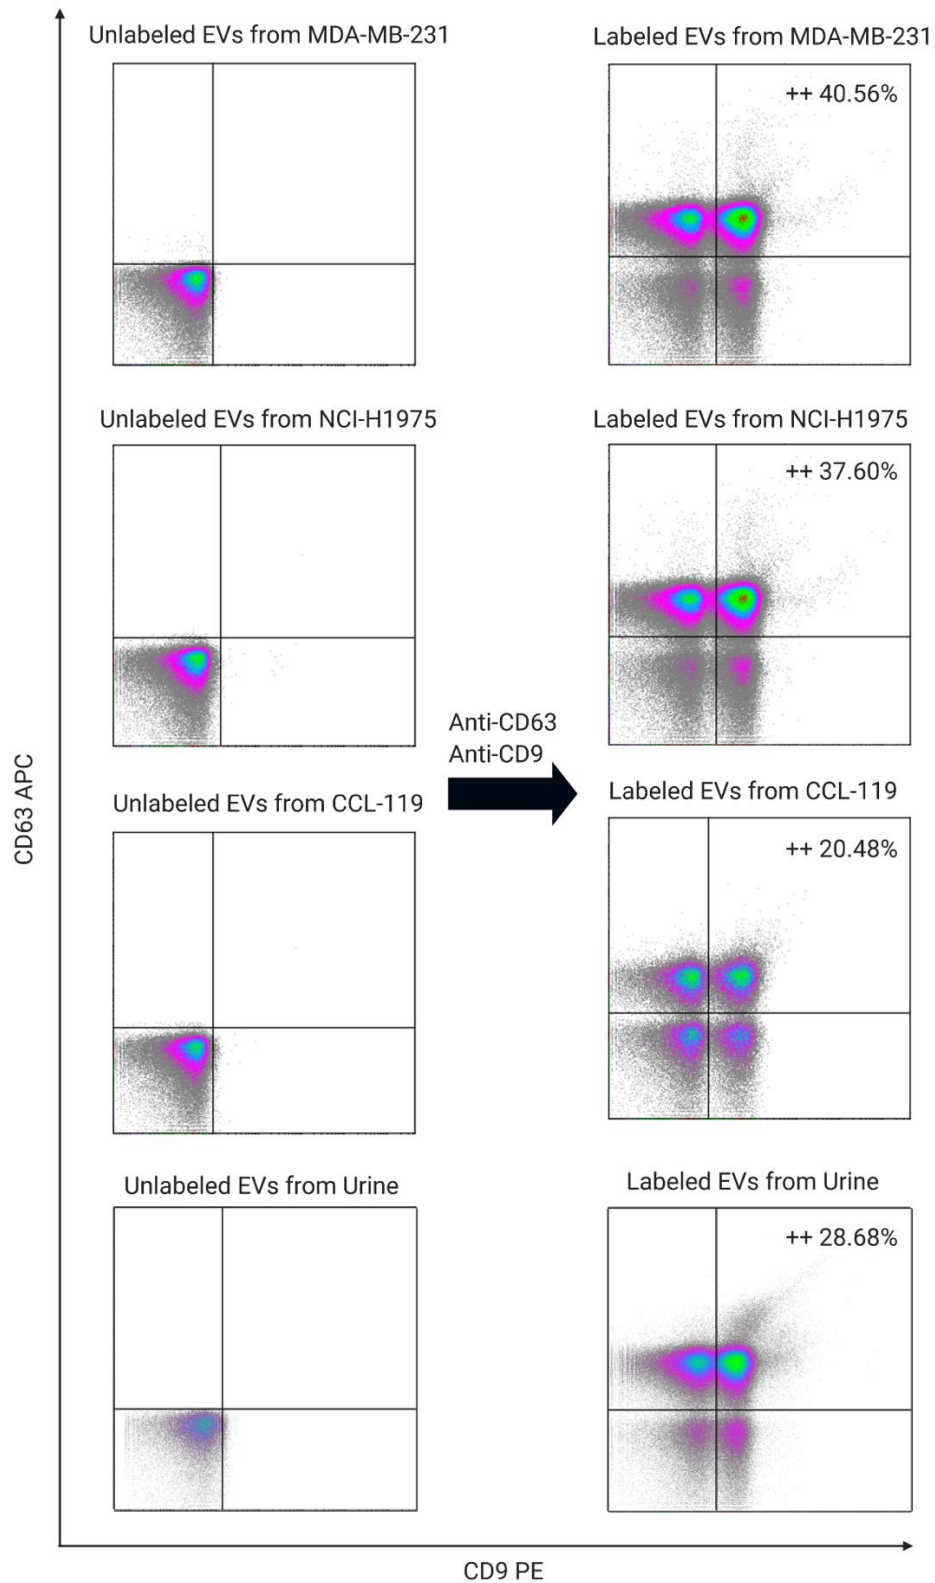 Unlabeled EVs from MDA-MB-231
Labeled EVs from MDA-MB-231
++ 40.56%
Unlabeled EVs from NCI-H1975
Labeled EVs from NCI-H1975
++ 37.60%
Anti-CD63
Anti-CD9
Unlabeled EVs from CCL-119
Labeled EVs from CCL-119
++ 20.48%
Unlabeled EVs from Urine
Labeled EVs from Urine
++ 28.68%
CD63 APC
CD9 PE